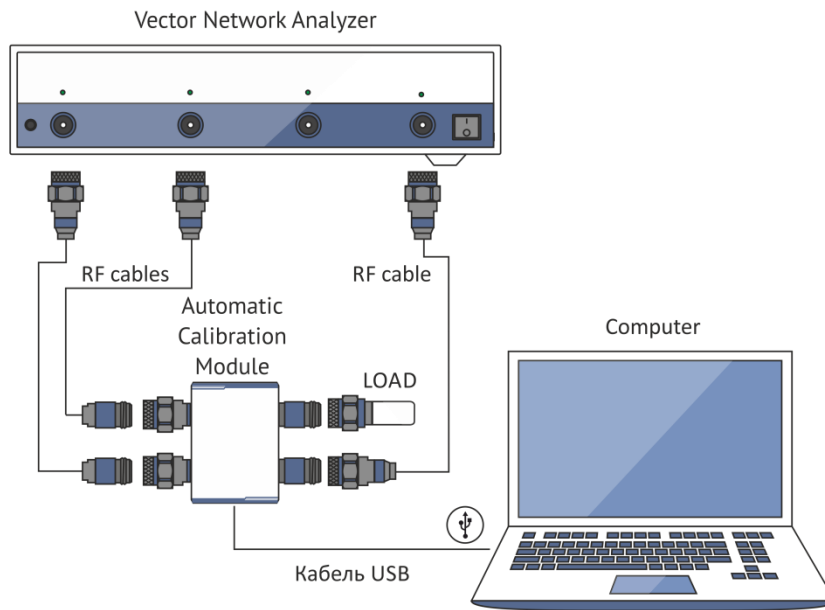 Vector Network Analyzer
RF cables
RF cable
Automatic
Calibration
Module
Computer
LOAD
Кабель USB